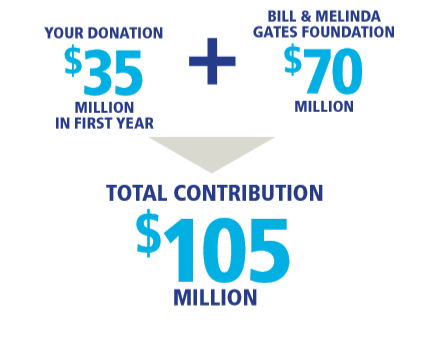 YOUR DONATION
$35
MILLION
IN FIRST YEAR
+
BILL & MELINDA
GATES FOUNDATION
$70
MILLION
TOTAL CONTRIBUTION
$105
MILLION